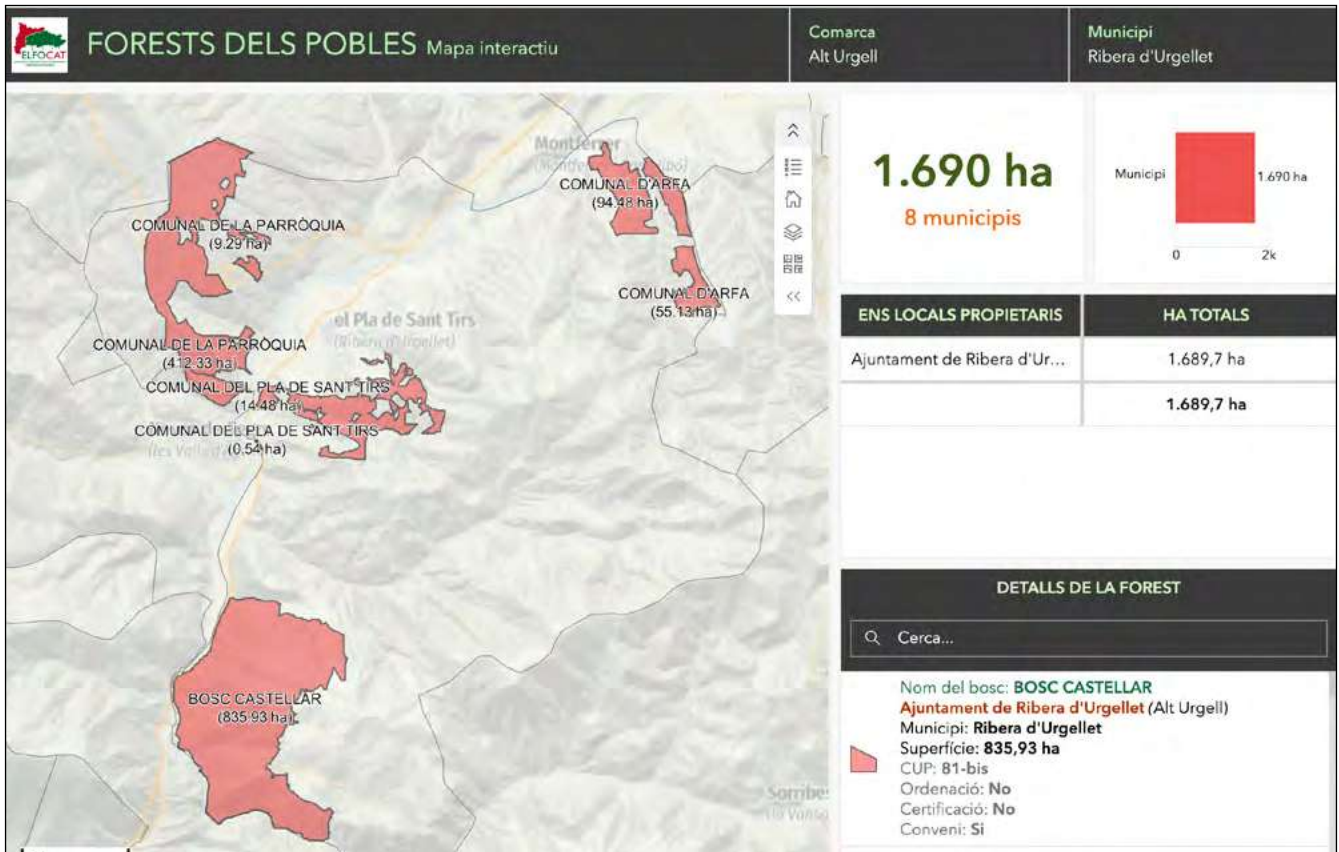 ELFOCAT
FORESTS DELS POBLES Mapa interactiu
Comarca
Alt Urgell
Municipi
Ribera d'Urgellet
Montferrer
COMUNAL D'ARFA
(94.48 ha)
COMUNAL DE LA PARRÒQUIA
(9.29 ha)
COMUNAL D'ARFA
(55.13 ha)
el Pla de Sant Tirs
(Ribera d'Urgellet)
COMUNAL DE LA PARRÒQUIA
(412.33 ha)
COMUNAL DEL PLA DE SANT TIRS
(14.48 ha)
COMUNAL DEL PLA DE SANT TIRS
(0.54 ha)
BOSC CASTELLAR
(835.93 ha)
1.690 ha
8 municipis
Municipi
1.690 ha
0
2k
ENS LOCALS PROPIETARIS
HA TOTALS
Ajuntament de Ribera d'Ur...
1.689,7 ha
1.689,7 ha
DETALLS DE LA FOREST
Cerca...
Nom del bosc: BOSC CASTELLAR
Ajuntament de Ribera d'Urgellet (Alt Urgell)
Municipi: Ribera d'Urgellet
Superfície: 835,93 ha
CUP: 81-bis
Ordenació: No
Certificació: No
Conveni: Si